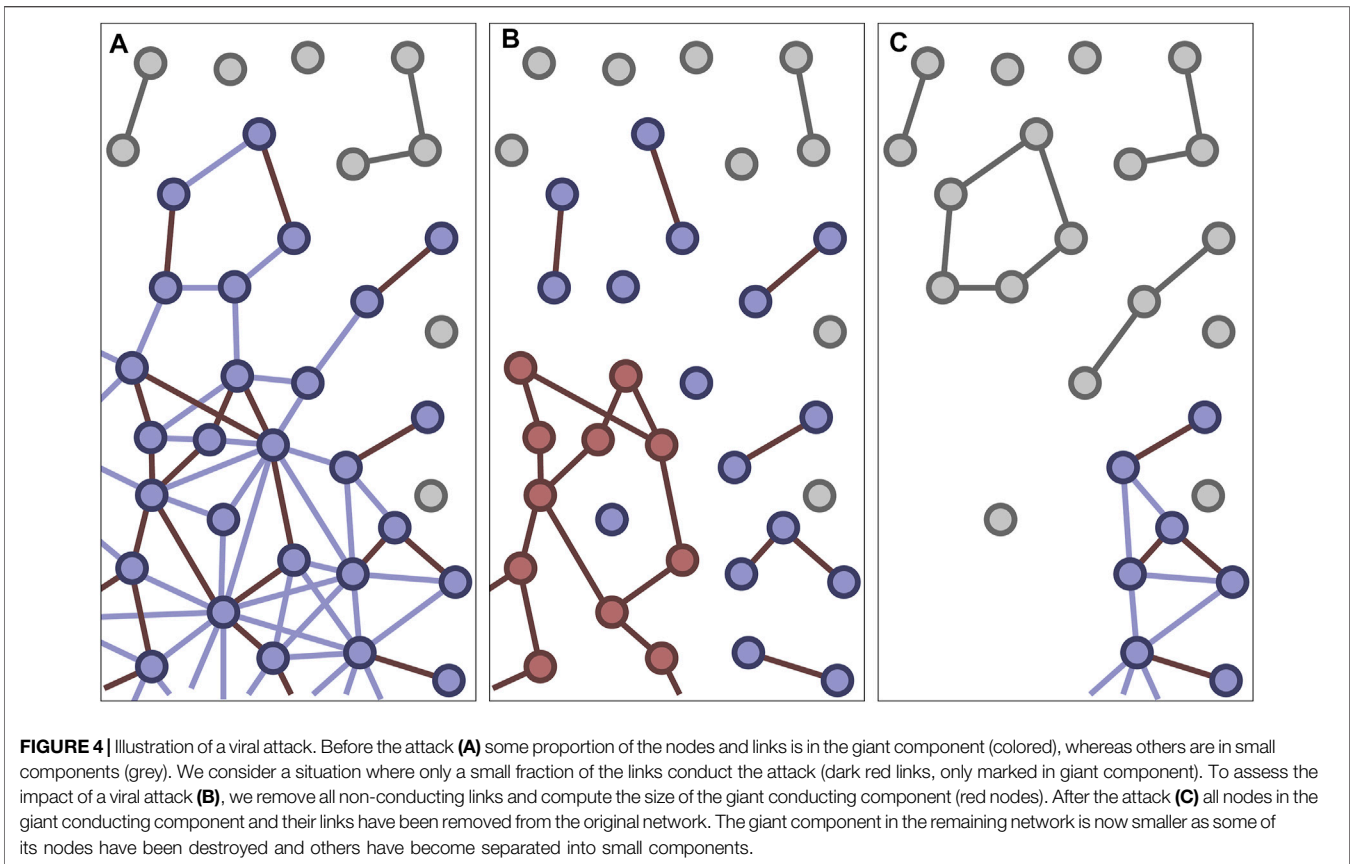 A
B
C
FIGURE 4 | Illustration of a viral attack. Before the attack (A) some proportion of the nodes and links is in the giant component (colored), whereas others are in small
components (grey). We consider a situation where only a small fraction of the links conduct the attack (dark red links, only marked in giant component). To assess the
impact of a viral attack (B), we remove all non-conducting links and compute the size of the giant conducting component (red nodes). After the attack (C) all nodes in the
giant conducting component and their links have been removed from the original network. The giant component in the remaining network is now smaller as some of
its nodes have been destroyed and others have become separated into small components.